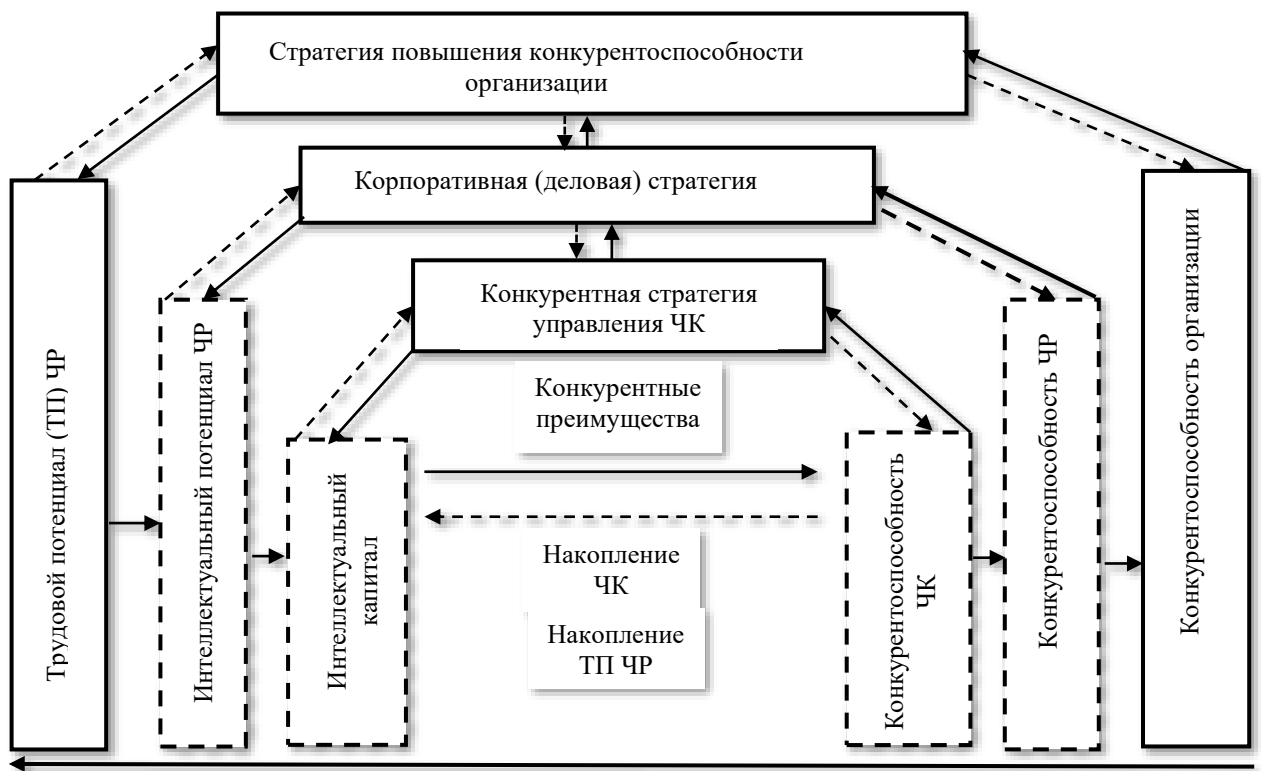 Стратегия повышения конкурентоспособности
организации
Корпоративная (деловая) стратегия
Конкурентная стратегия
управления ЧК
Конкурентные
преимущества
Трудовой потенциал (ТП) ЧР
Интеллектуальный потенциал ЧР
Интеллектуальный
капитал
Накопление
ЧК
Накопление
ТП ЧР
Конкурентоспособность
ЧК
Конкурентоспособность ЧР
Конкурентоспособность организации